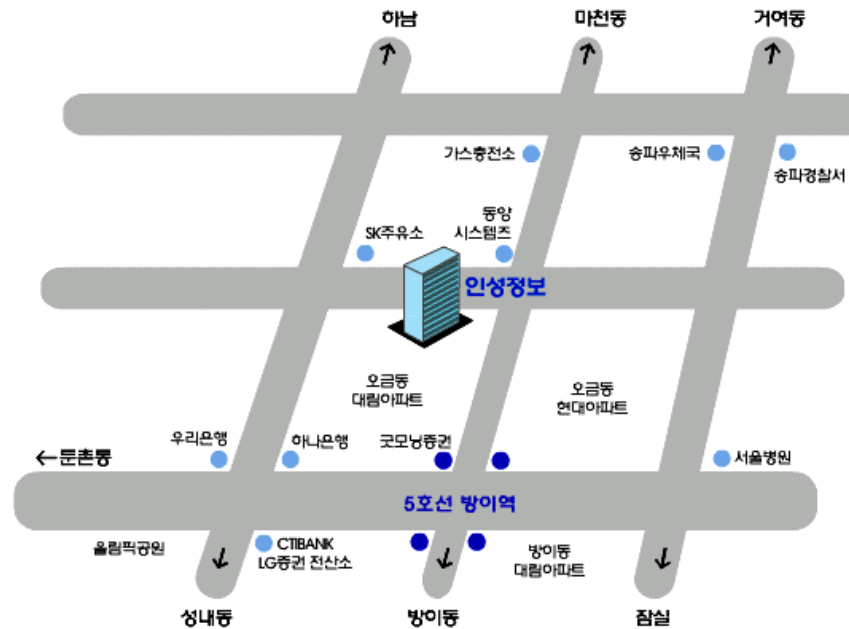 하남
마천동
거여동
가스충전소
송파우체국
송파경찰서
동양
시스템즈
SK주유소
인성정보
오금동
대림아파트
오금동
현대아파트
우리은행
하나은행
굿모닝증권
←둔촌동
서울병원
5호선 방이역
올림픽공원
CTIBANK
LG증권 전산소
방이동
대림아파트
성내동
방이동
잠실